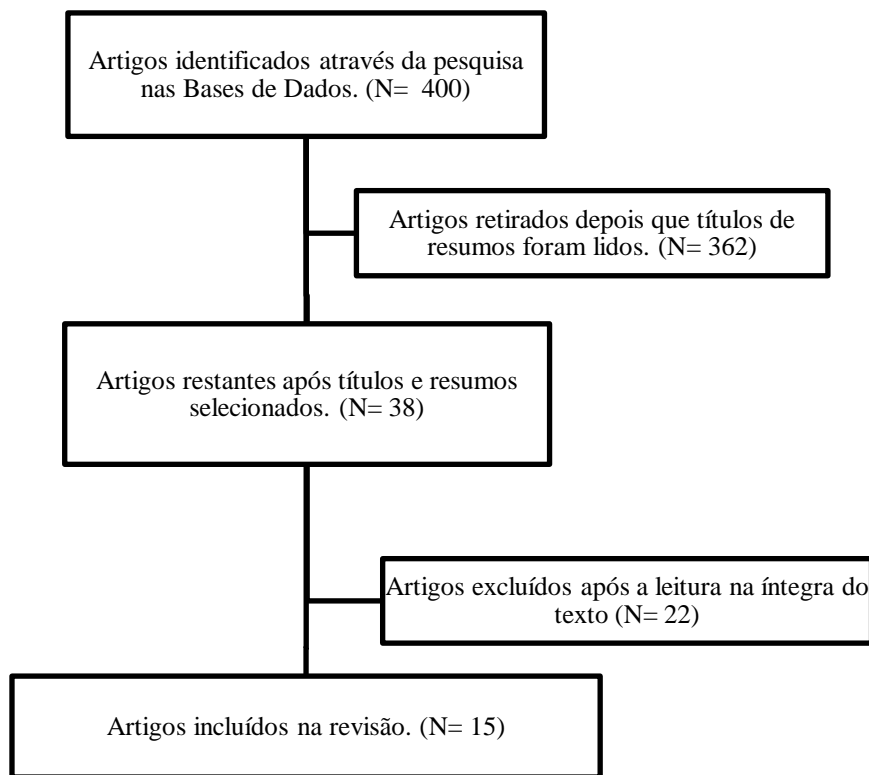 Artigos identificados através da pesquisa
nas Bases de Dados. (N= 400)
Artigos retirados depois que títulos de
resumos foram lidos. (N= 362)
Artigos restantes após títulos e resumos
selecionados. (N= 38)
Artigos excluídos após a leitura na íntegra do
texto (N= 22)
Artigos incluídos na revisão. (N= 15)